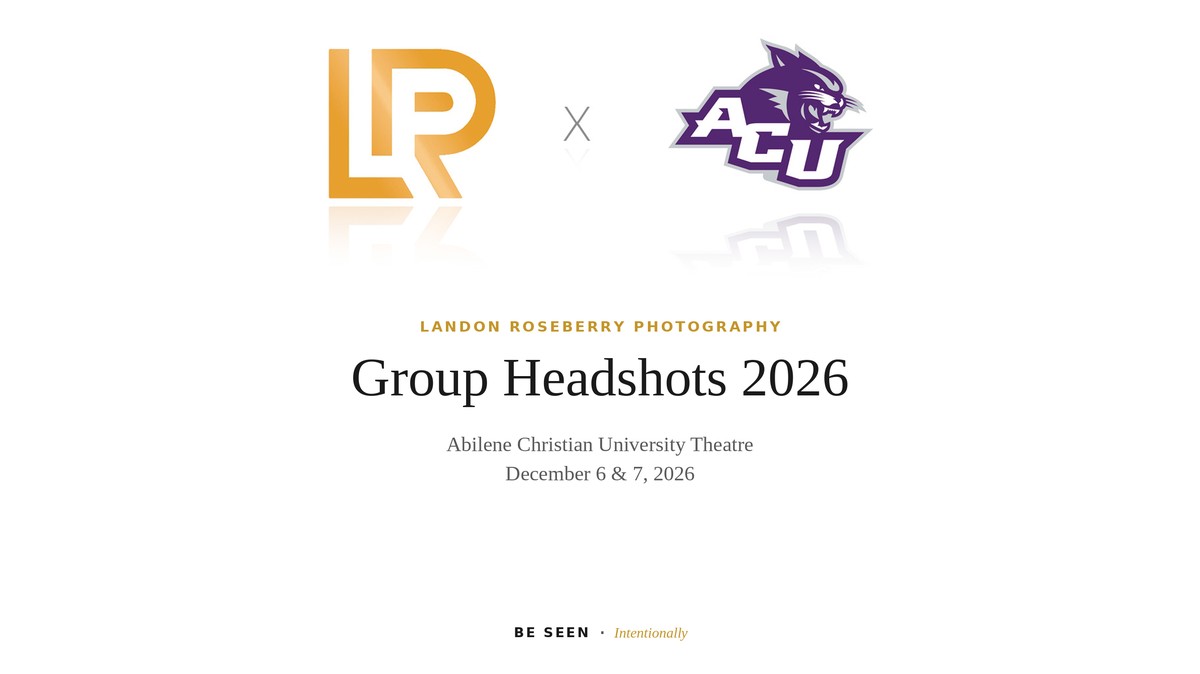 LR X ACU
LANDON ROSEBERRY PHOTOGRAPHY
Group Headshots 2026
Abilene Christian University Theatre
December 6 & 7, 2026
BE SEEN · Intentionally